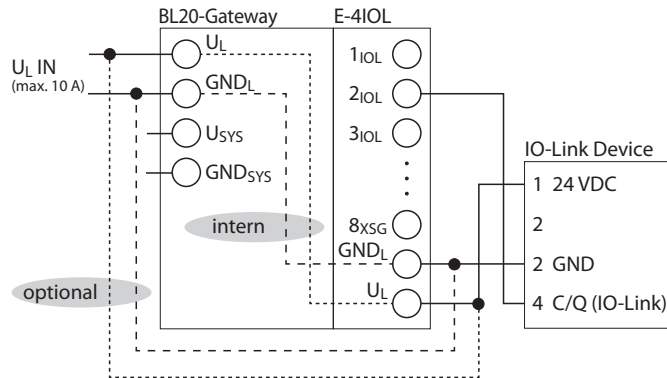 BL20-Gateway
E-4IOL
UL IN
(max. 10 A)
UL
GNDL
USYS
GNDSYS
intern
optional
1IOL
2IOL
3IOL
8XSG
GNDL
UL
IO-Link Device
1 24 VDC
2
2 GND
4 C/Q (IO-Link)